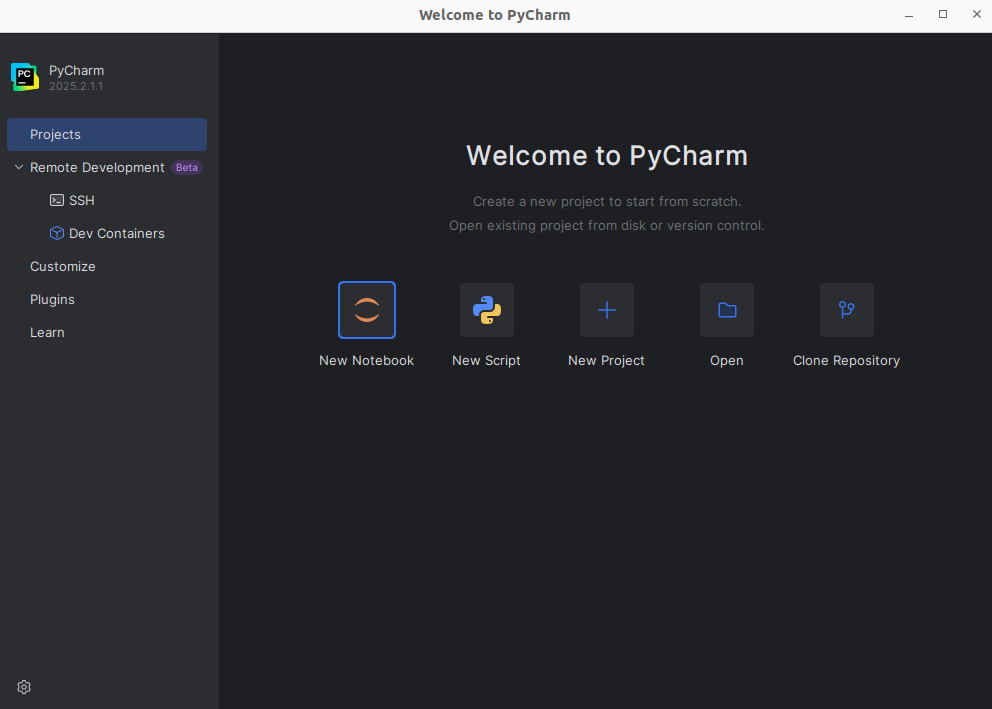 Welcome to PyCharm
PC
PyCharm
2025.2.1.1
Projects
Remote Development Beta
SSH
Dev Containers
Customize
Plugins
Learn
Welcome to PyCharm
Create a new project to start from scratch.
Open existing project from disk or version control.
New Notebook
New Script
New Project
Open
Clone Repository